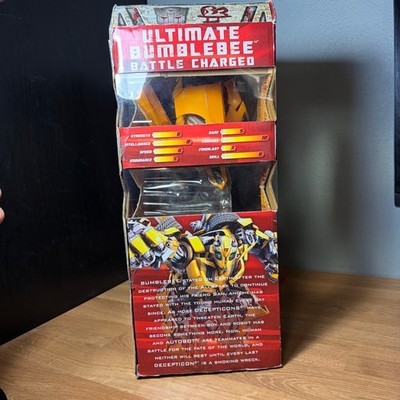 ULTIMATE
BUMBLEBEE™
BATTLE CHARGED
STRENGTH
INTELLIGENCE
SPEED
ENDURANCE
RANK
COURAGE
FIREBLAST
SKILL
10
BUMBLEBEE STAYED ON EARTH AFTER THE
DESTRUCTION OF THE ALLSPARK TO CONTINUE
PROTECTING HIS FRIEND SAM, AND HAS
STAYED WITH THE YOUNG HUMAN EVERY DAY
SINCE. AS MORE DECEPTICONS HAVE
APPEARED TO THREATEN EARTH, THE
FRIENDSHIP BETWEEN BOY AND ROBOT HAS
BECOME SOMETHING MORE. NOW, HUMAN
AND AUTOBOT ARE TEAMMATES IN A
BATTLE FOR THE FATE OF THE WORLD, AND
NEITHER WILL REST UNTIL EVERY LAST
DECEPTICON IS A SMOKING WRECK.